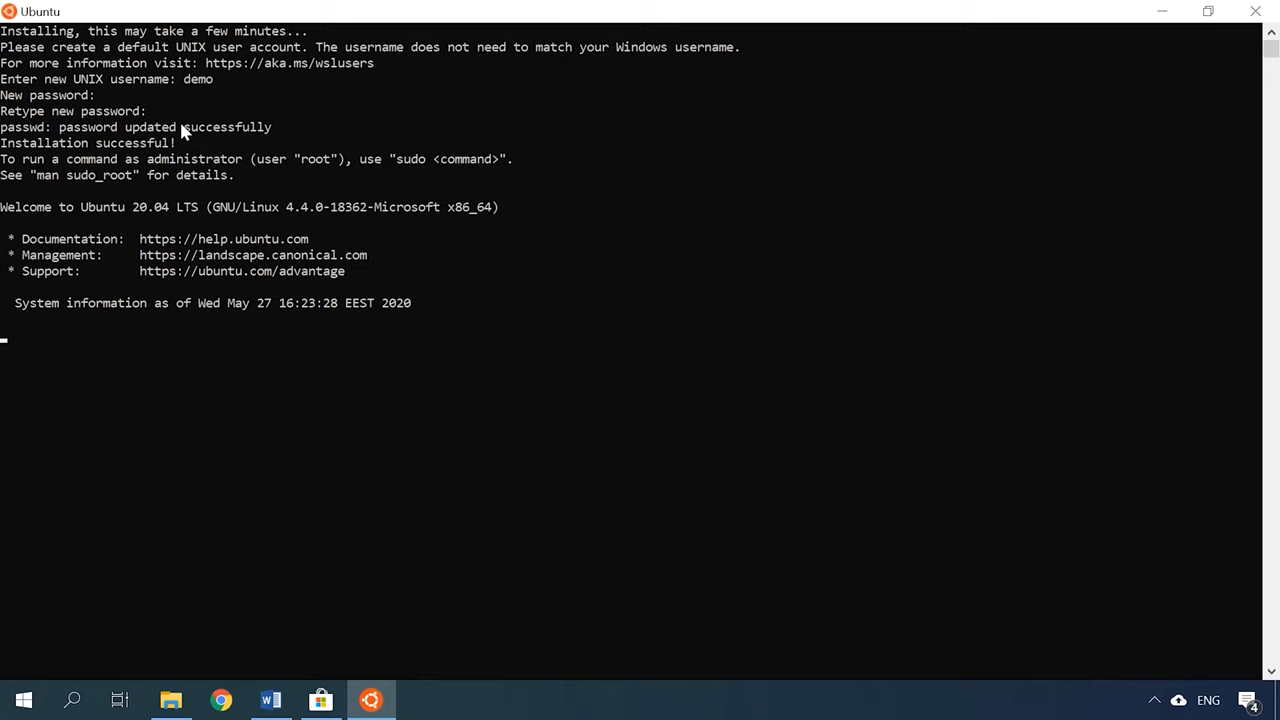 Ubuntu
Installing, this may take a few minutes...
Please create a default UNIX user account. The username does not need to match your Windows username.
For more information visit: https://aka.ms/wslusers
Enter new UNIX username: demo
New password:
Retype new password:
passwd: password updated successfully
Installation successful!
To run a command as administrator (user "root"), use "sudo <command>".
See "man sudo_root" for details.
Welcome to Ubuntu 20.04 LTS (GNU/Linux 4.4.0-18362-Microsoft x86_64)
* Documentation: https://help.ubuntu.com
* Management: https://landscape.canonical.com
* Support: https://ubuntu.com/advantage
System information as of Wed May 27 16:23:28 EEST 2020
ENG
4